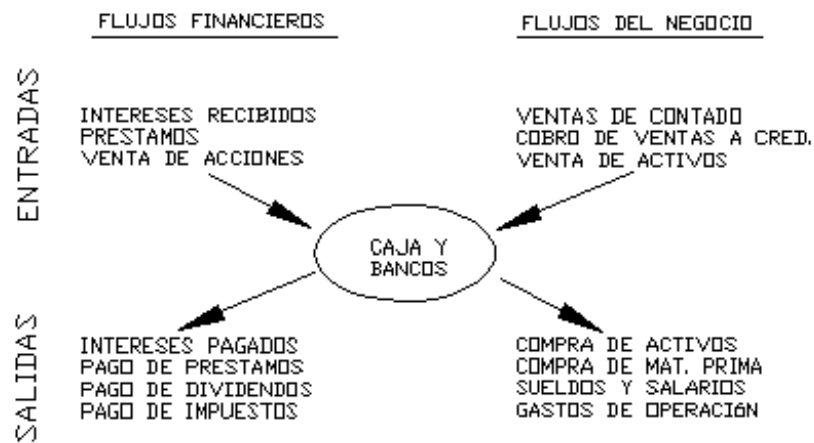 FLUJOS FINANCIEROS
FLUJOS DEL NEGOCIO
ENTRADAS
INTERESES RECIBIDOS
PRESTAMOS
VENTA DE ACCIONES
VENTAS DE CONTADO
COBRO DE VENTAS A CRED.
VENTA DE ACTIVOS
CAJA Y
BANCOS
SALIDAS
INTERESES PAGADOS
PAGO DE PRESTAMOS
PAGO DE DIVIDENDOS
PAGO DE IMPUESTOS
COMPRA DE ACTIVOS
COMPRA DE MAT. PRIMA
SUELDOS Y SALARIOS
GASTOS DE OPERACIÓN